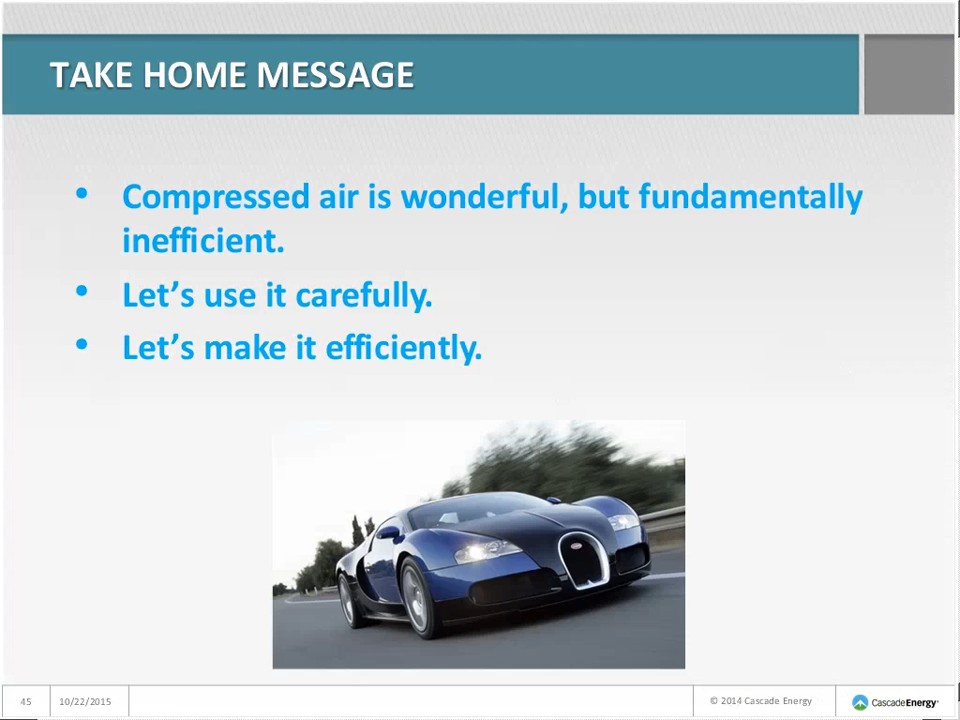 TAKE HOME MESSAGE
• Compressed air is wonderful, but fundamentally
inefficient.
• Let’s use it carefully.
• Let’s make it efficiently.
45 10/22/2015 © 2014 Cascade Energy CascadeEnergy